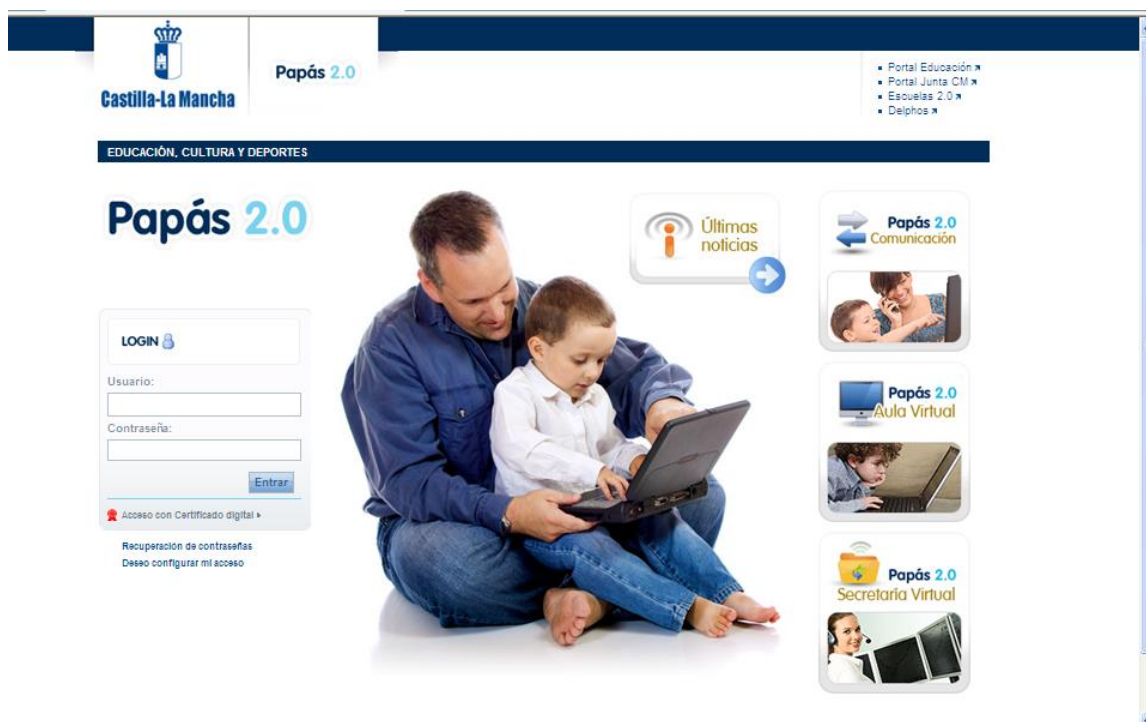 Castilla-La Mancha
Papás 2.0
Portal Educación
Portal Junta CM
Escuelas 2.0
Delphos
EDUCACIÓN, CULTURA Y DEPORTES
Papás 2.0
LOGIN
Usuario:
Contraseña:
Entrar
Acceso con Certificado digital
Recuperación de contraseñas
Deseo configurar mi acceso
Últimas
noticias
Papás 2.0
Comunicación
Papás 2.0
Aula Virtual
Papás 2.0
Secretaría Virtual